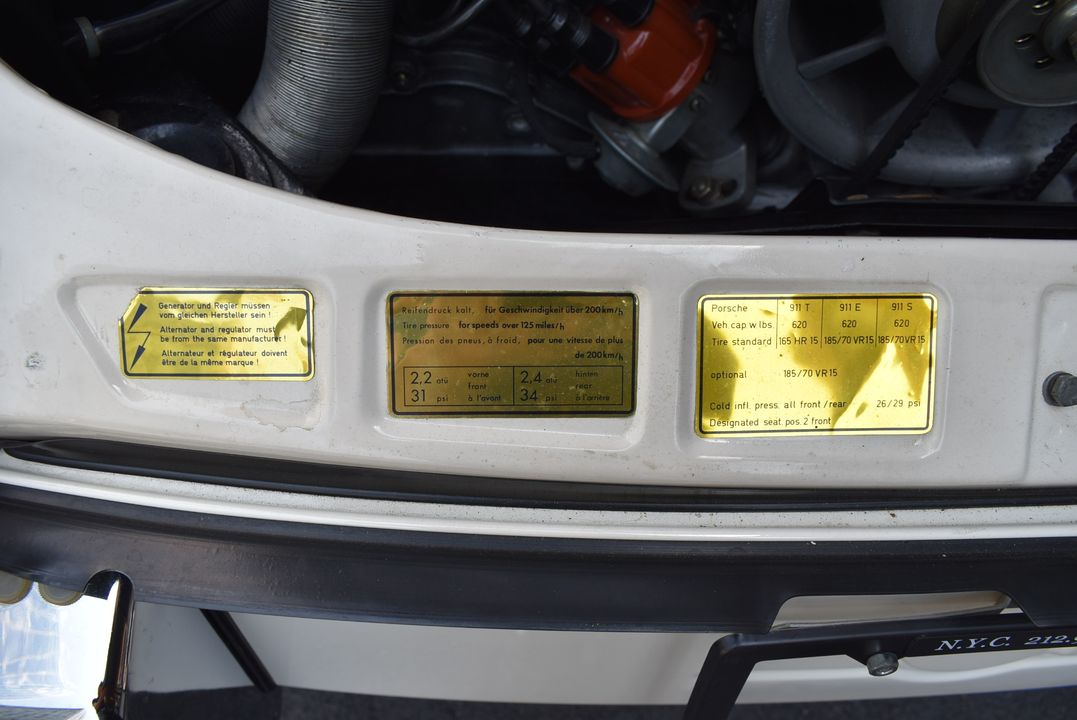 Generator und Regler müssen
vom gleichen Hersteller sein !
Alternator and regulator must
be from the same manufacturer !
Alternateur et régulateur doivent
être de la même marque !
Reifendruck kalt, für Geschwindigkeit über 200 km/h
Tire pressure for speeds over 125 miles/h
Pression des pneus, à froid, pour une vitesse de plus
de 200 km/h
2,2 atü vorne 2,4 atü hinten
front rear
31 psi à l'avant 34 psi à l'arrière
Porsche 911 T 911 E 911 S
Veh cap w lbs. 620 620 620
Tire standard 165 HR 15 185/70 VR 15 185/70 VR 15
optional 185/70 VR 15
Cold infl. press. all front / rear 26/29 psi
Designated seat. pos. 2 front
N.Y.C. 212.